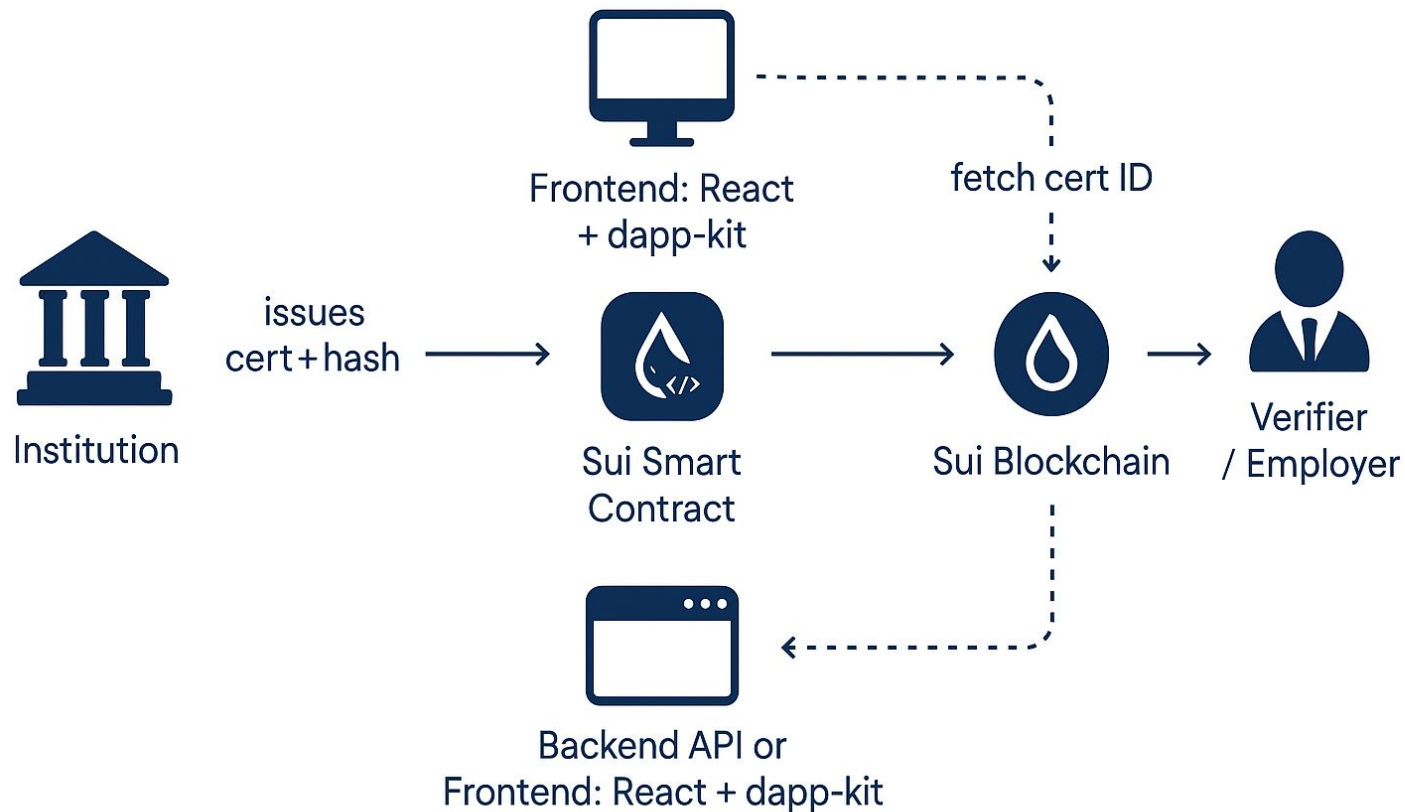 Frontend: React
+ dapp-kit
fetch cert ID
issues
cert+hash
Institution
</>
Sui Smart
Contract
Sui Blockchain
Verifier
/ Employer
Backend API or
Frontend: React + dapp-kit